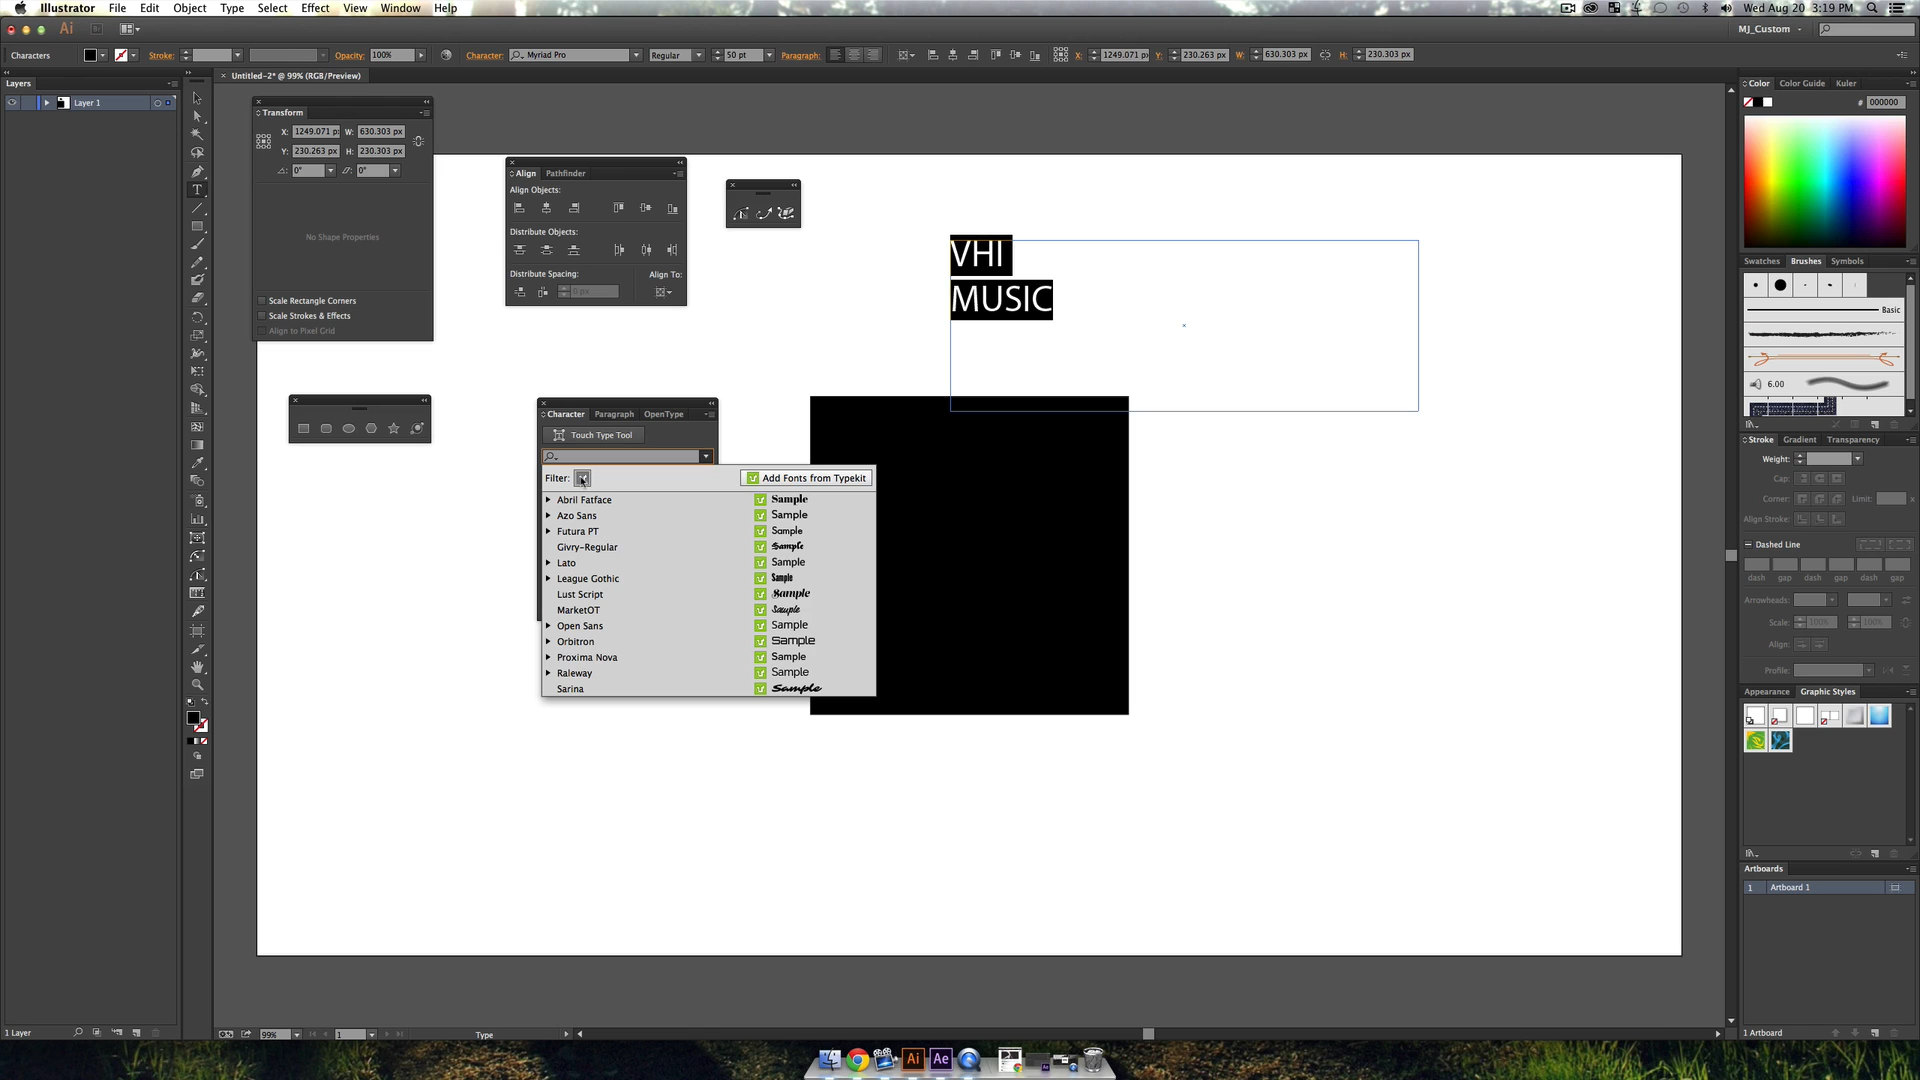 Illustrator File Edit Object Type Select Effect View Window Help
Wed Aug 20 3:19 PM
Ai
MJ_Custom
Characters Stroke: Opacity: 100% Character: Myriad Pro Regular 50 pt Paragraph: X: 1249.071 p Y: 230.263 px W: 630.303 px H: 230.303 px
Untitled-2* @ 99% (RGB/Preview)
Layers
Layer 1
Transform
X: 1249.071 p W: 630.303 px
Y: 230.263 px H: 230.303 px
0° 0°
No Shape Properties
Scale Rectangle Corners
Scale Strokes & Effects
Align to Pixel Grid
Align Pathfinder
Align Objects:
Distribute Objects:
Distribute Spacing: Align To:
0 px
VHI
MUSIC
Character Paragraph OpenType
Touch Type Tool
Filter: Add Fonts from Typekit
Abril Fatface Sample
Azo Sans Sample
Futura PT Sample
Givry-Regular Sample
Lato Sample
League Gothic Sample
Lust Script Sample
MarketOT Sample
Open Sans Sample
Orbitron Sample
Proxima Nova Sample
Raleway Sample
Sarina Sample
Color Color Guide Kuler
# 000000
Swatches Brushes Symbols
Basic
6.00
Stroke Gradient Transparency
Weight:
Cap:
Corner: Limit: x
Align Stroke:
Dashed Line
dash gap dash gap dash gap
Arrowheads:
Scale: 100% 100%
Align:
Profile:
Appearance Graphic Styles
Artboards
1 Artboard 1
1 Layer
99% 1 Type
1 Artboard
Ai Ae